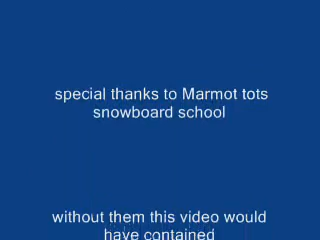 special thanks to Marmot tots
snowboard school
without them this video would
have contained